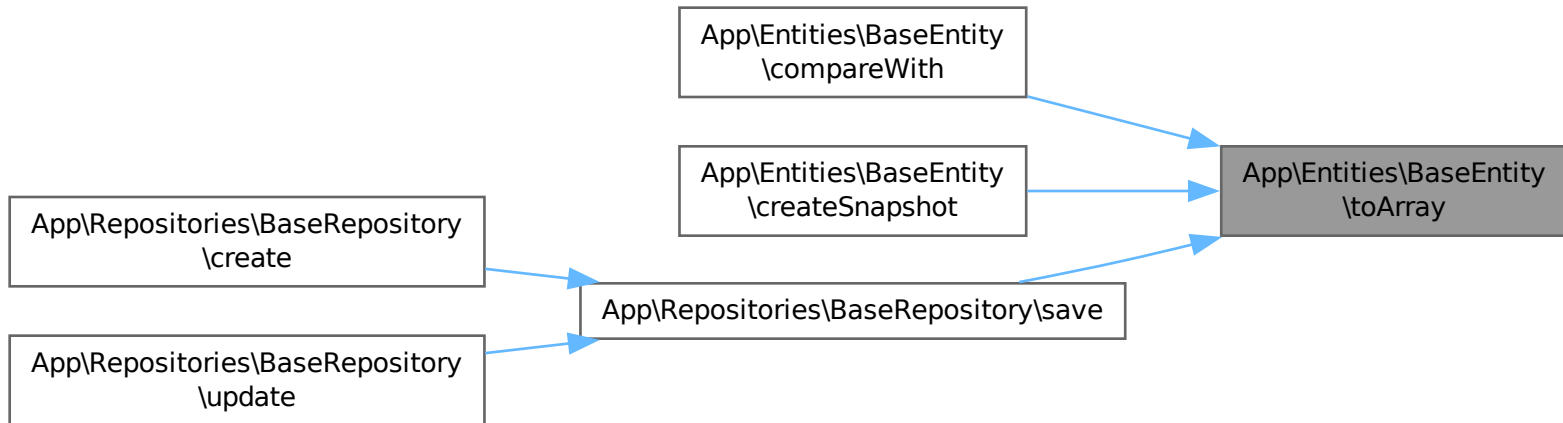 App\Entities\BaseEntity
\compareWith
App\Entities\BaseEntity
\createSnapshot
App\Entities\BaseEntity
\toArray
App\Repositories\BaseRepository
\create
App\Repositories\BaseRepository\save
App\Repositories\BaseRepository
\update